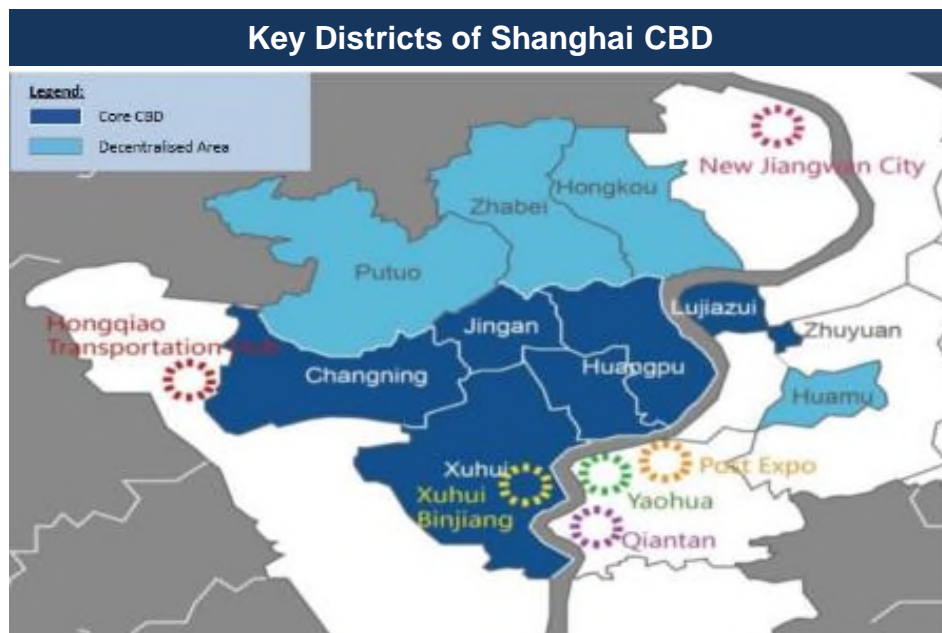 Key Districts of Shanghai CBD
Legend:
Core CBD
Decentralised Area
New Jiangwan City
Hongkou
Zhabei
Putuo
Lujiazui
Hongqiao
Transportation Hub
Jingan
Zhuyuan
Changning
Huangpu
Huamu
Xuhui
Post Expo
Xuhui
Binjiang
Yaohua
Qiantan